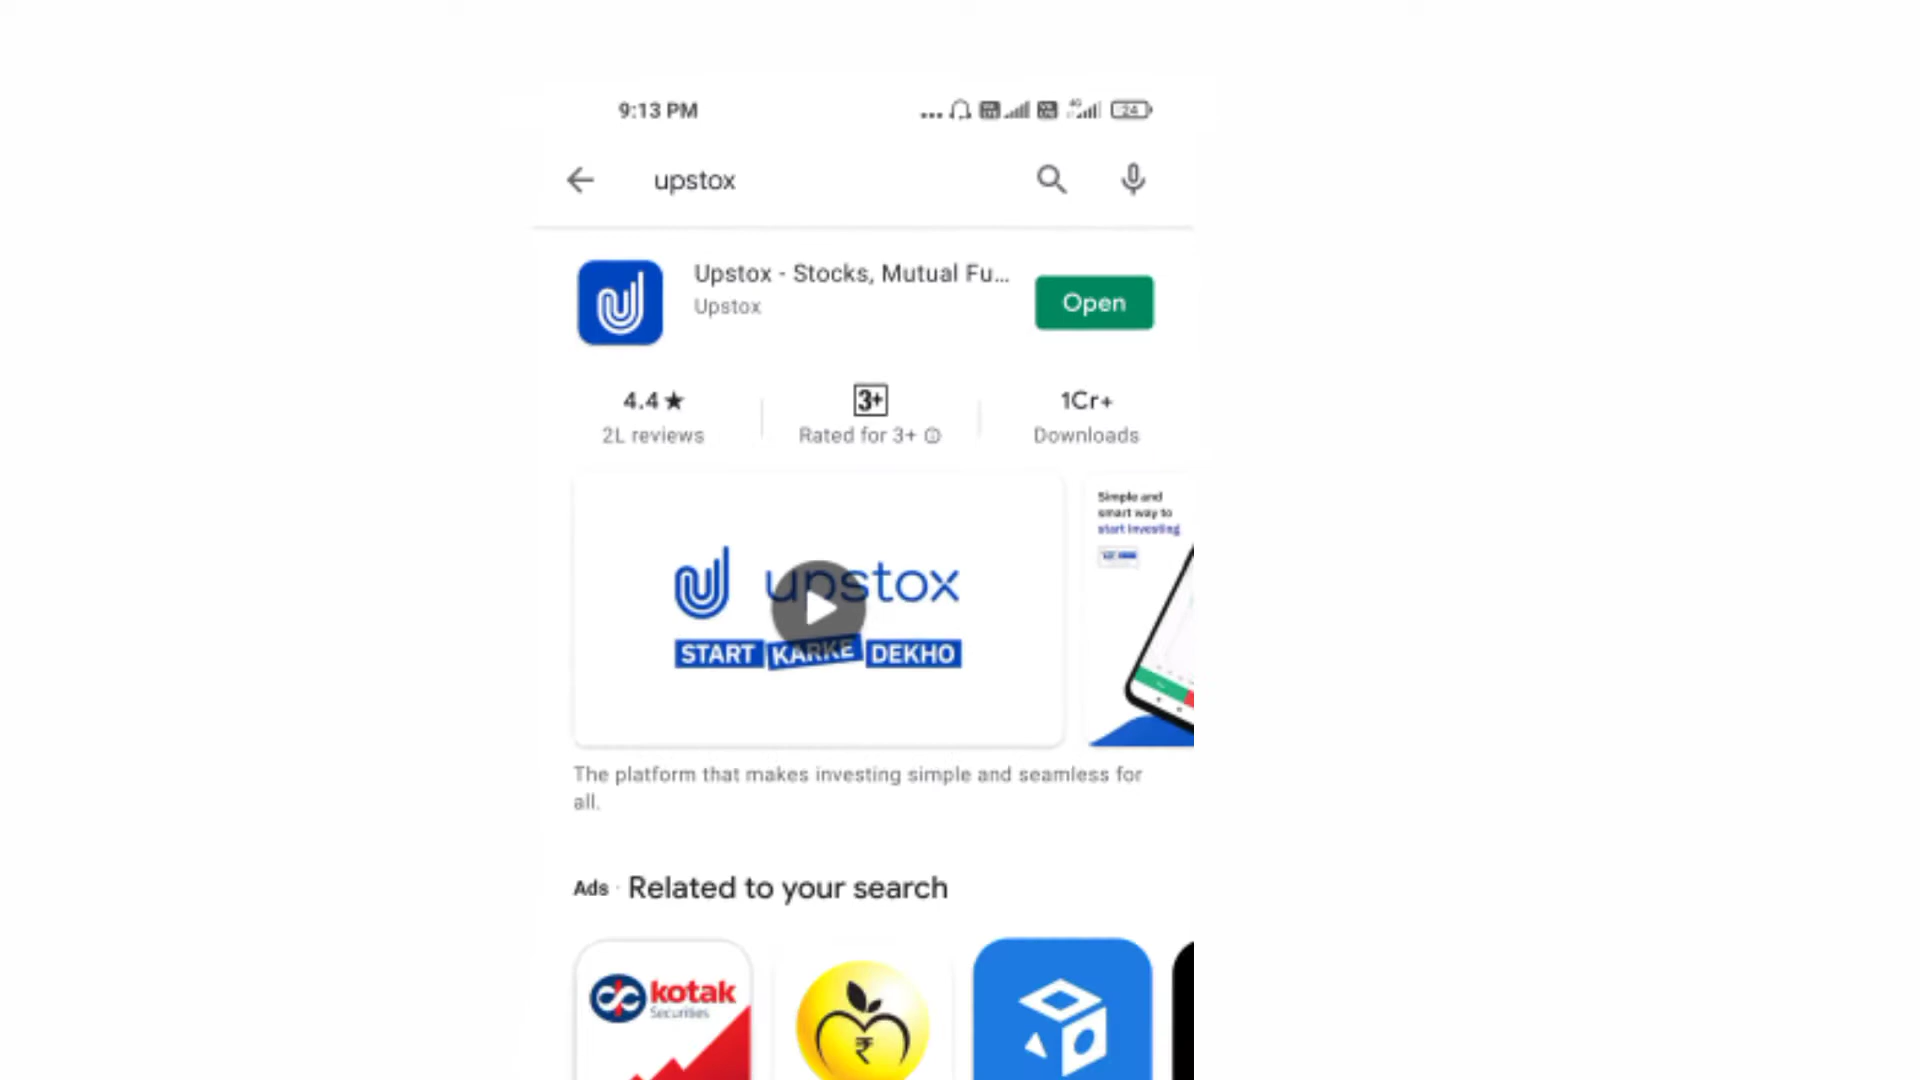 9:13 PM
4G
24
upstox
Upstox - Stocks, Mutual Fu...
Upstox
Open
4.4★
2L reviews
3+
Rated for 3+
1Cr+
Downloads
upstox
START KARKE DEKHO
Simple and
smart way to
start investing
The platform that makes investing simple and seamless for
all.
Ads · Related to your search
kotak
Securities
₹